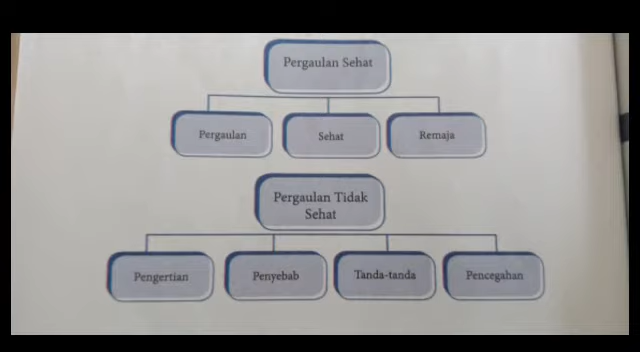 Pergaulan Sehat
Pergaulan
Sehat
Remaja
Pergaulan Tidak
Sehat
Pengertian
Penyebab
Tanda-tanda
Pencegahan